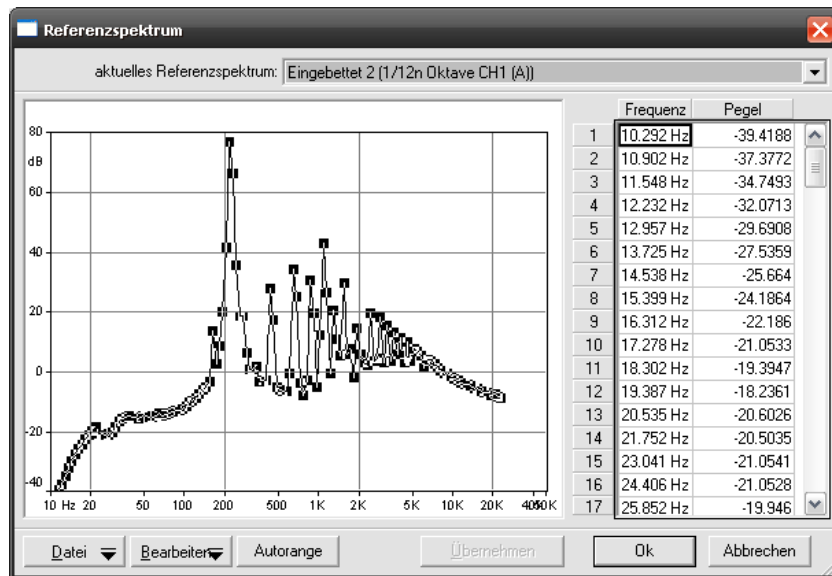 Referenzspektrum
aktuelles Referenzspektrum: Eingebettet 2 (1/12n Oktave CH1 (A))
80
dB
60
40
20
0
-20
-40
10 Hz 20 50 100 200 500 1K 2K 5K 10K 20K
Frequenz Pegel
1 10.292 Hz -39.4188
2 10.902 Hz -37.3772
3 11.548 Hz -34.7493
4 12.232 Hz -32.0713
5 12.957 Hz -29.6908
6 13.725 Hz -27.5359
7 14.538 Hz -25.664
8 15.399 Hz -24.1864
9 16.312 Hz -22.186
10 17.278 Hz -21.0533
11 18.302 Hz -19.3947
12 19.387 Hz -18.2361
13 20.535 Hz -20.6026
14 21.752 Hz -20.5035
15 23.041 Hz -21.0541
16 24.406 Hz -21.0528
17 25.852 Hz -19.946
Datei Bearbeiten Autorange Übernehmen Ok Abbrechen